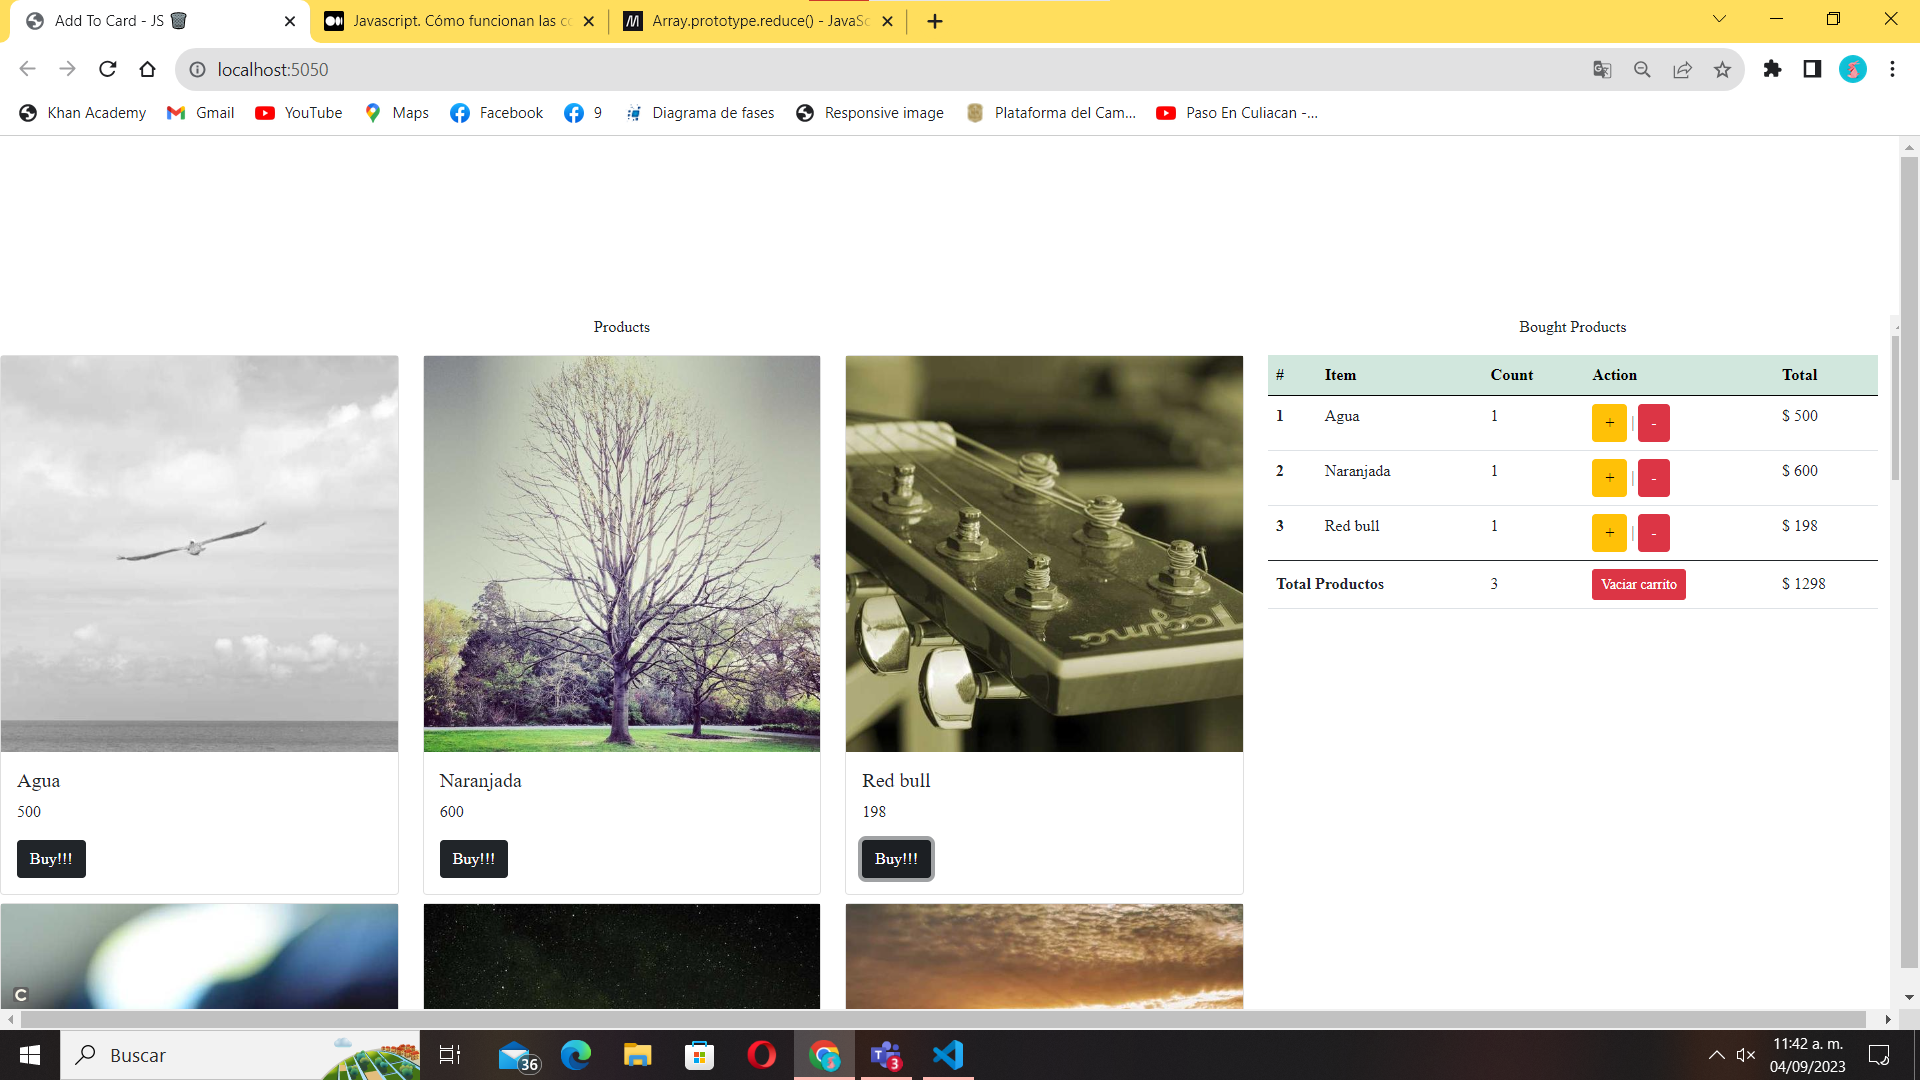 Add To Card - JS
Javascript. Cómo funcionan las co
Array.prototype.reduce() - JavaSc
localhost:5050
Khan Academy
Gmail
YouTube
Maps
Facebook
9
Diagrama de fases
Responsive image
Plataforma del Cam...
Paso En Culiacan -...
Products
Bought Products
# Item Count Action Total
1 Agua 1 + | - $ 500
2 Naranjada 1 + | - $ 600
3 Red bull 1 + | - $ 198
Total Productos 3 Vaciar carrito $ 1298
Tagima
Agua
500
Buy!!!
Naranjada
600
Buy!!!
Red bull
198
Buy!!!
C
Buscar
36
3
11:42 a. m.
04/09/2023